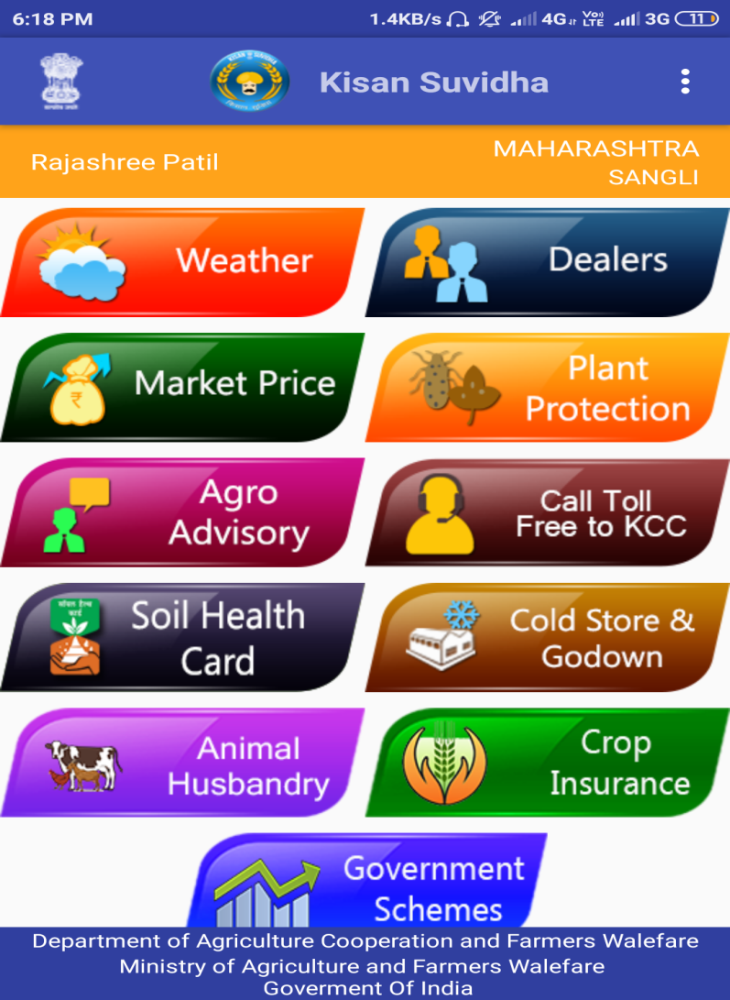 6:18 PM 1.4KB/s 4G Vo)) LTE 3G 11
Kisan Suvidha
Rajashree Patil
MAHARASHTRA
SANGLI
Weather
Dealers
Market Price
Plant
Protection
Agro
Advisory
Call Toll
Free to KCC
Soil Health
Card
Cold Store &
Godown
Animal
Husbandry
Crop
Insurance
Government
Schemes
Department of Agriculture Cooperation and Farmers Walefare
Ministry of Agriculture and Farmers Walefare
Goverment Of India